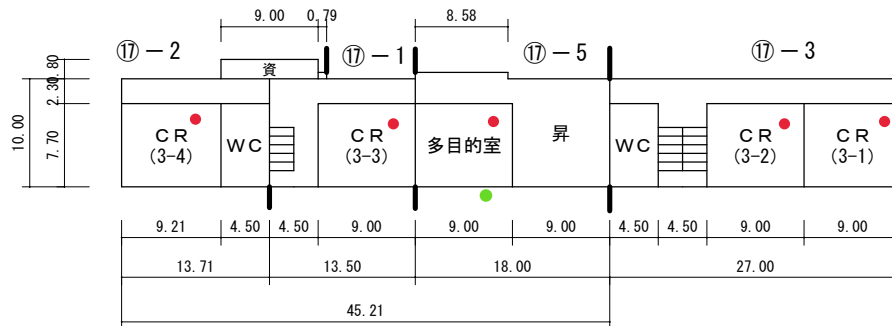 9.00 0.79 8.58
⑰－2 ⑰－1 ⑰－5 ⑰－3
0.80
2.30
10.00
7.70
資
ＣＲ
(3-4)
ＷＣ
ＣＲ
(3-3)
多目的室
昇
ＷＣ
ＣＲ
(3-2)
ＣＲ
(3-1)
9.21 4.50 4.50 9.00 9.00 9.00 4.50 4.50 9.00 9.00
13.71 13.50 18.00 27.00
45.21